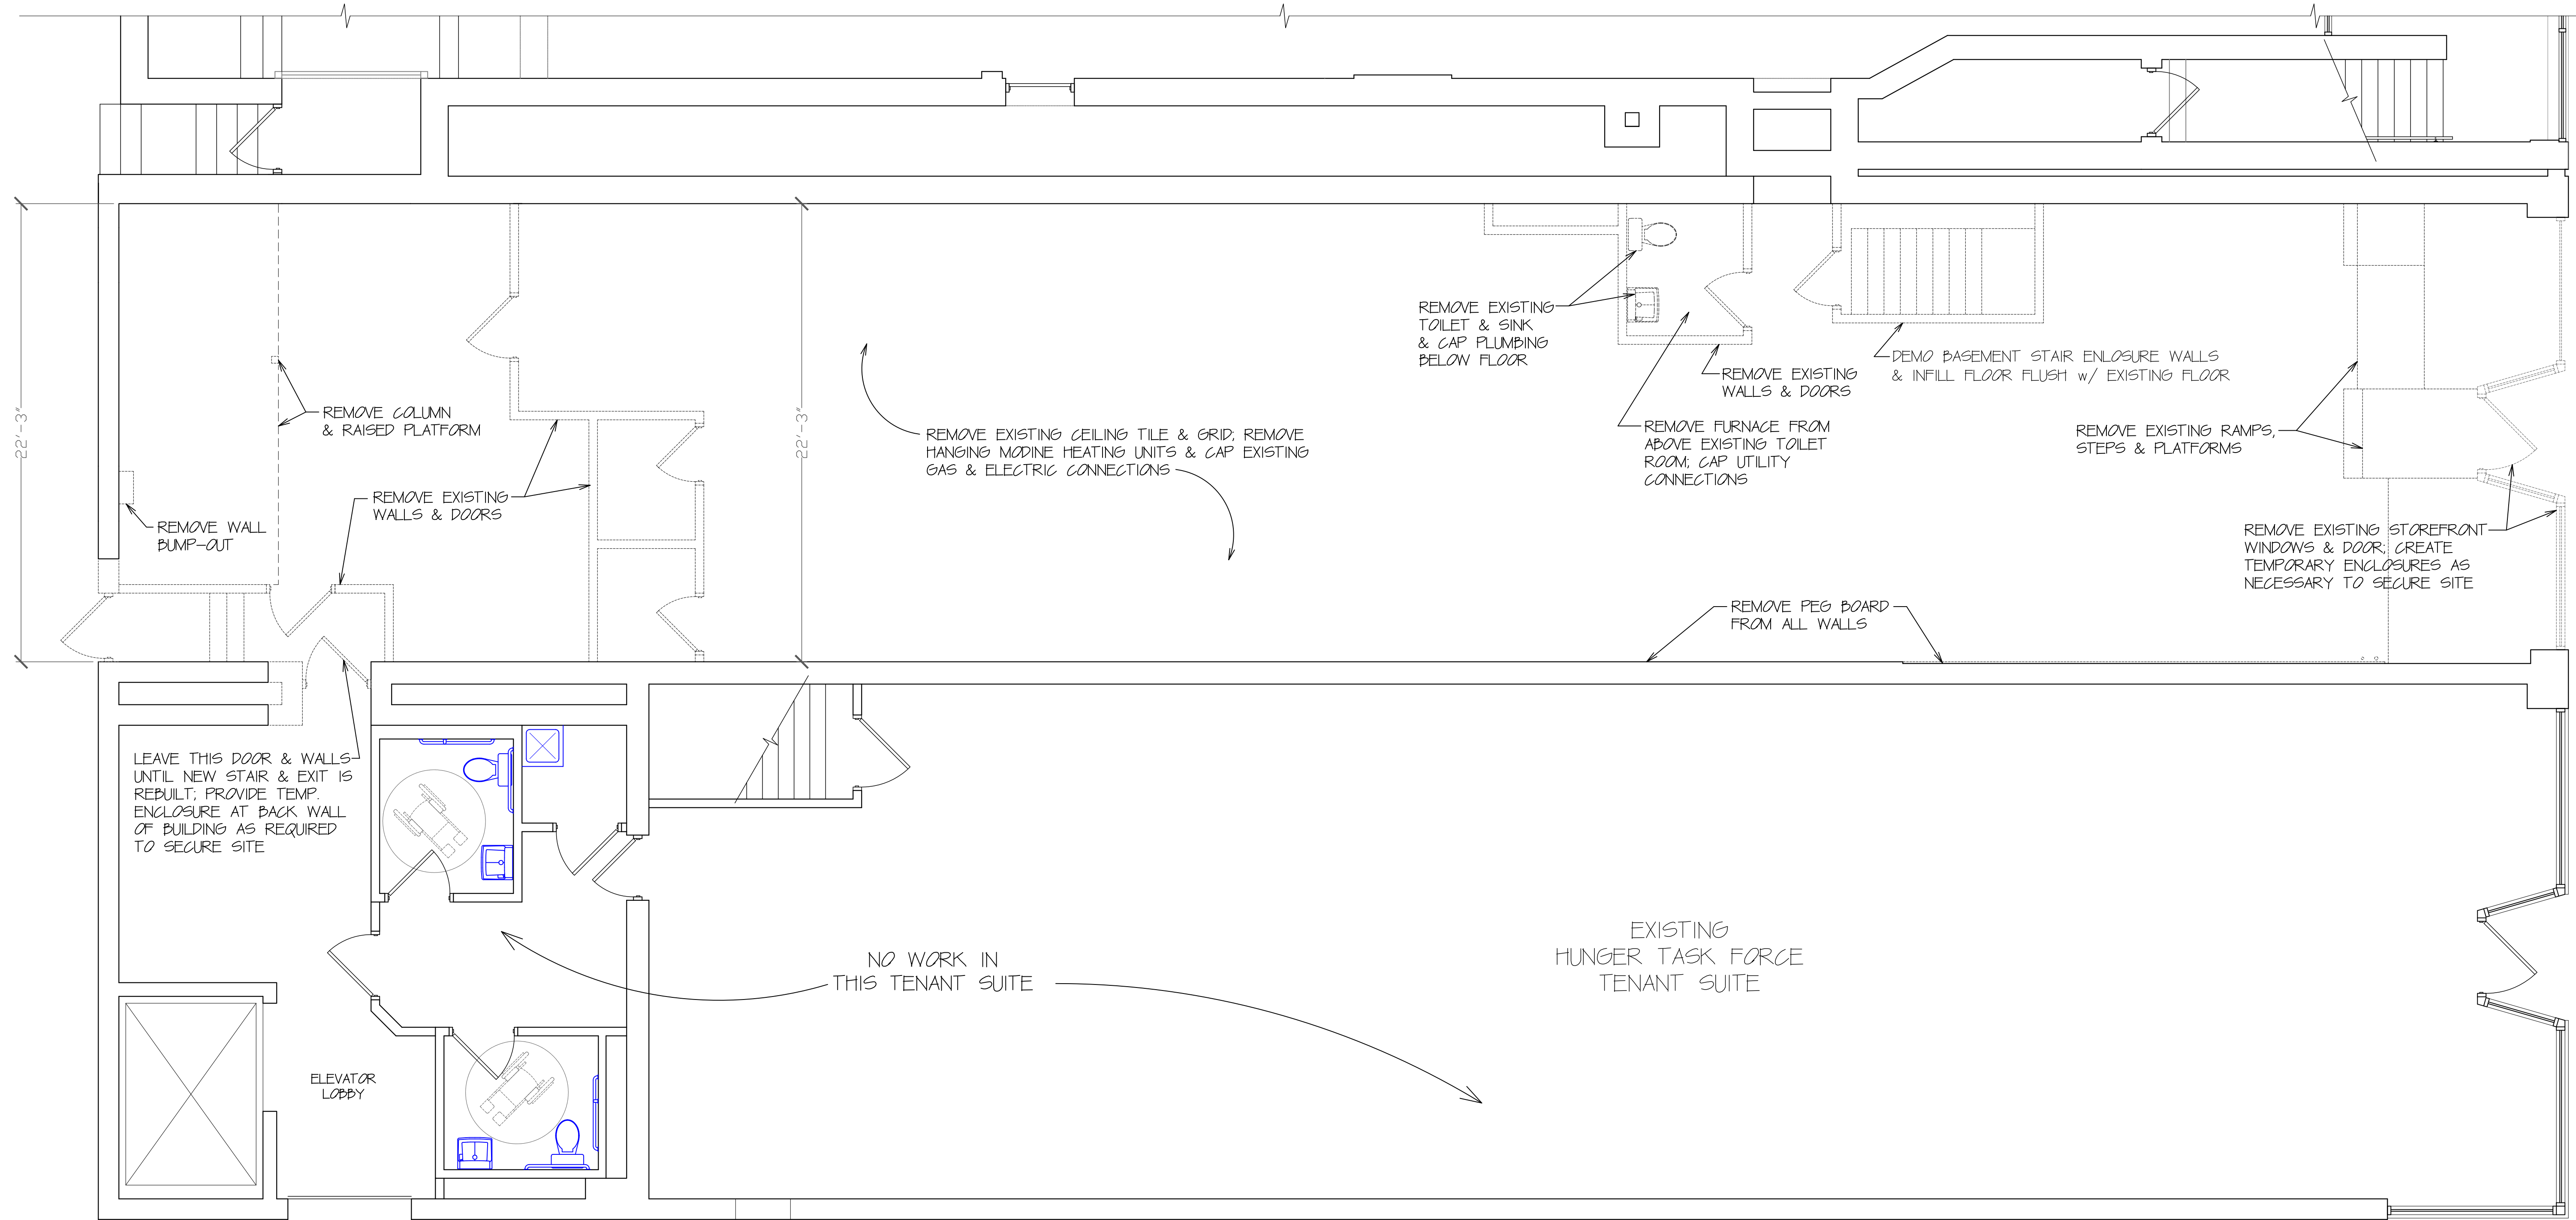 22'-3"
22'-3"
REMOVE COLUMN
& RAISED PLATFORM
REMOVE WALL
BUMP-OUT
REMOVE EXISTING
WALLS & DOORS
REMOVE EXISTING CEILING TILE & GRID; REMOVE
HANGING MODINE HEATING UNITS & CAP EXISTING
GAS & ELECTRIC CONNECTIONS
REMOVE EXISTING
TOILET & SINK
& CAP PLUMBING
BELOW FLOOR
REMOVE EXISTING
WALLS & DOORS
REMOVE FURNACE FROM
ABOVE EXISTING TOILET
ROOM; CAP UTILITY
CONNECTIONS
DEMO BASEMENT STAIR ENLOSURE WALLS
& INFILL FLOOR FLUSH w/ EXISTING FLOOR
REMOVE EXISTING RAMPS,
STEPS & PLATFORMS
REMOVE EXISTING STOREFRONT
WINDOWS & DOOR; CREATE
TEMPORARY ENCLOSURES AS
NECESSARY TO SECURE SITE
REMOVE PEG BOARD
FROM ALL WALLS
LEAVE THIS DOOR & WALLS
UNTIL NEW STAIR & EXIT IS
REBUILT; PROVIDE TEMP.
ENCLOSURE AT BACK WALL
OF BUILDING AS REQUIRED
TO SECURE SITE
NO WORK IN
THIS TENANT SUITE
EXISTING
HUNGER TASK FORCE
TENANT SUITE
ELEVATOR
LOBBY